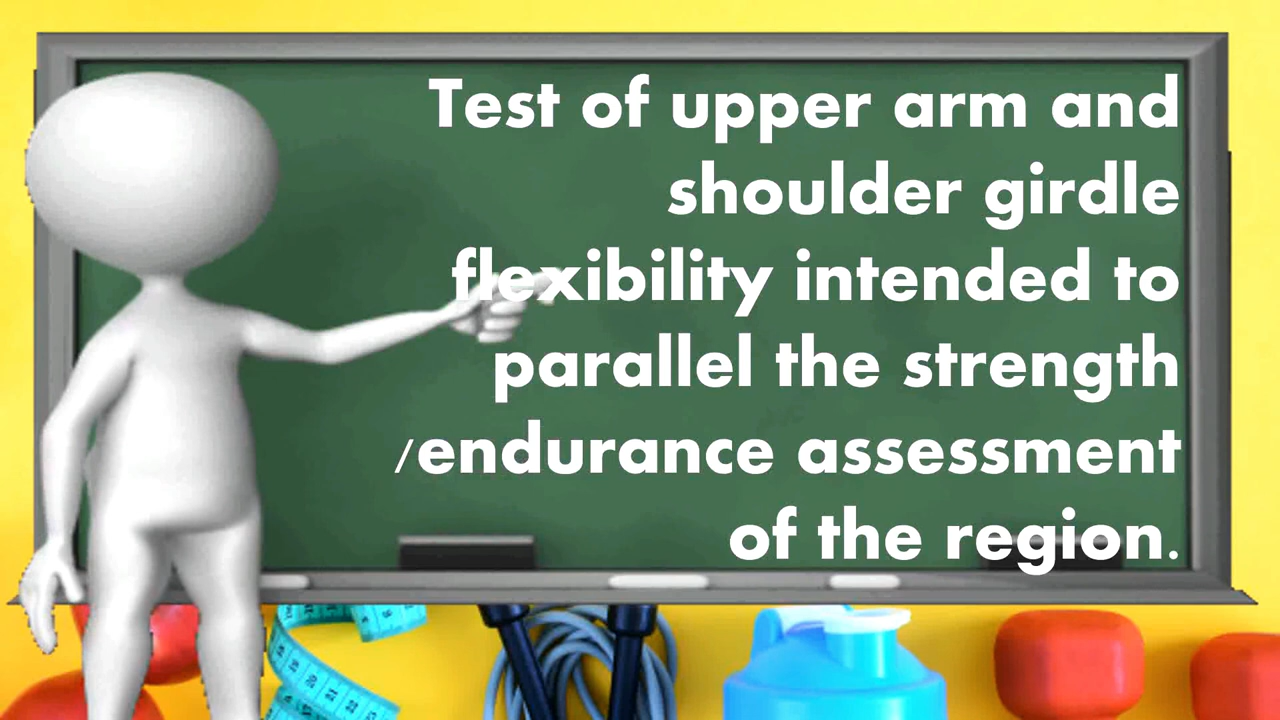 Test of upper arm and
shoulder girdle
flexibility intended to
parallel the strength
/endurance assessment
of the region.